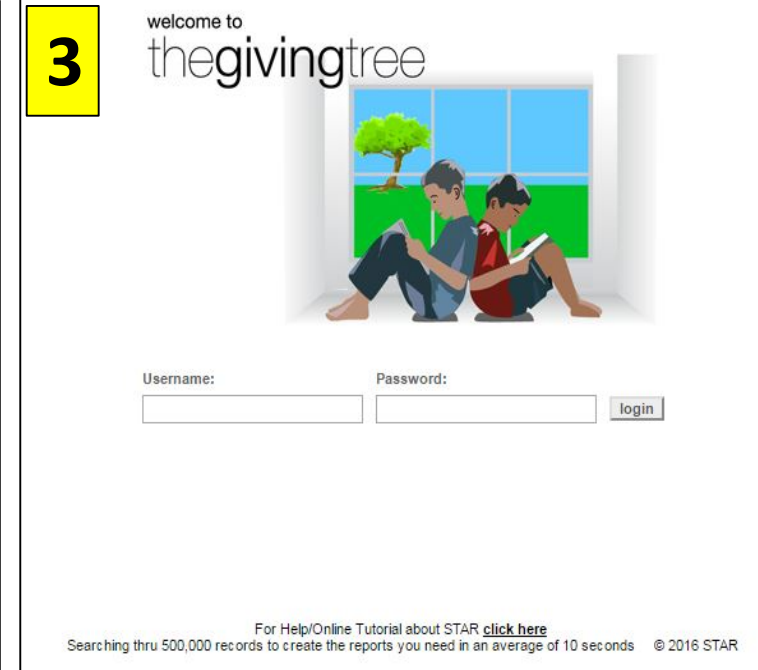 3
welcome to
thegivingtree
Username: Password:
login
For Help/Online Tutorial about STAR click here
Searching thru 500,000 records to create the reports you need in an average of 10 seconds © 2016 STAR